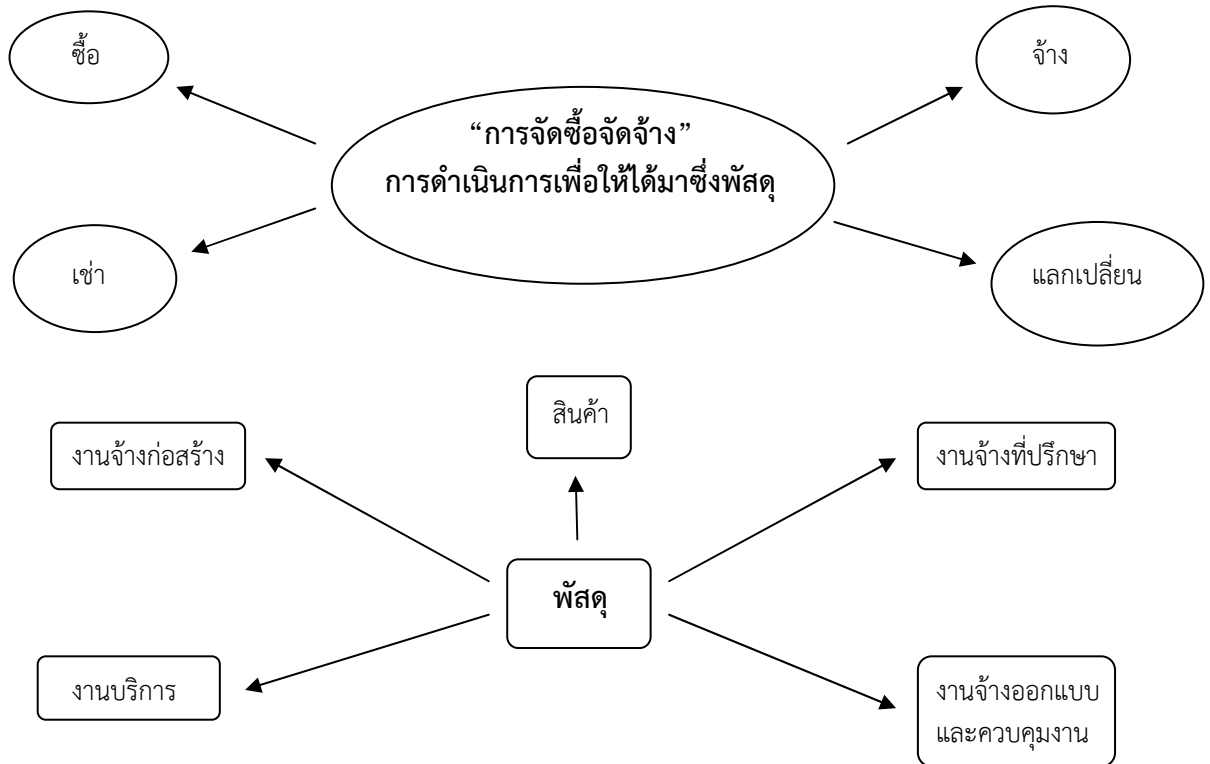 ซื้อ
จ้าง
“การจัดซื้อจัดจ้าง”
การดำเนินการเพื่อให้ได้มาซึ่งพัสดุ
เช่า
แลกเปลี่ยน
สินค้า
งานจ้างก่อสร้าง
งานจ้างที่ปรึกษา
พัสดุ
งานบริการ
งานจ้างออกแบบ
และควบคุมงาน